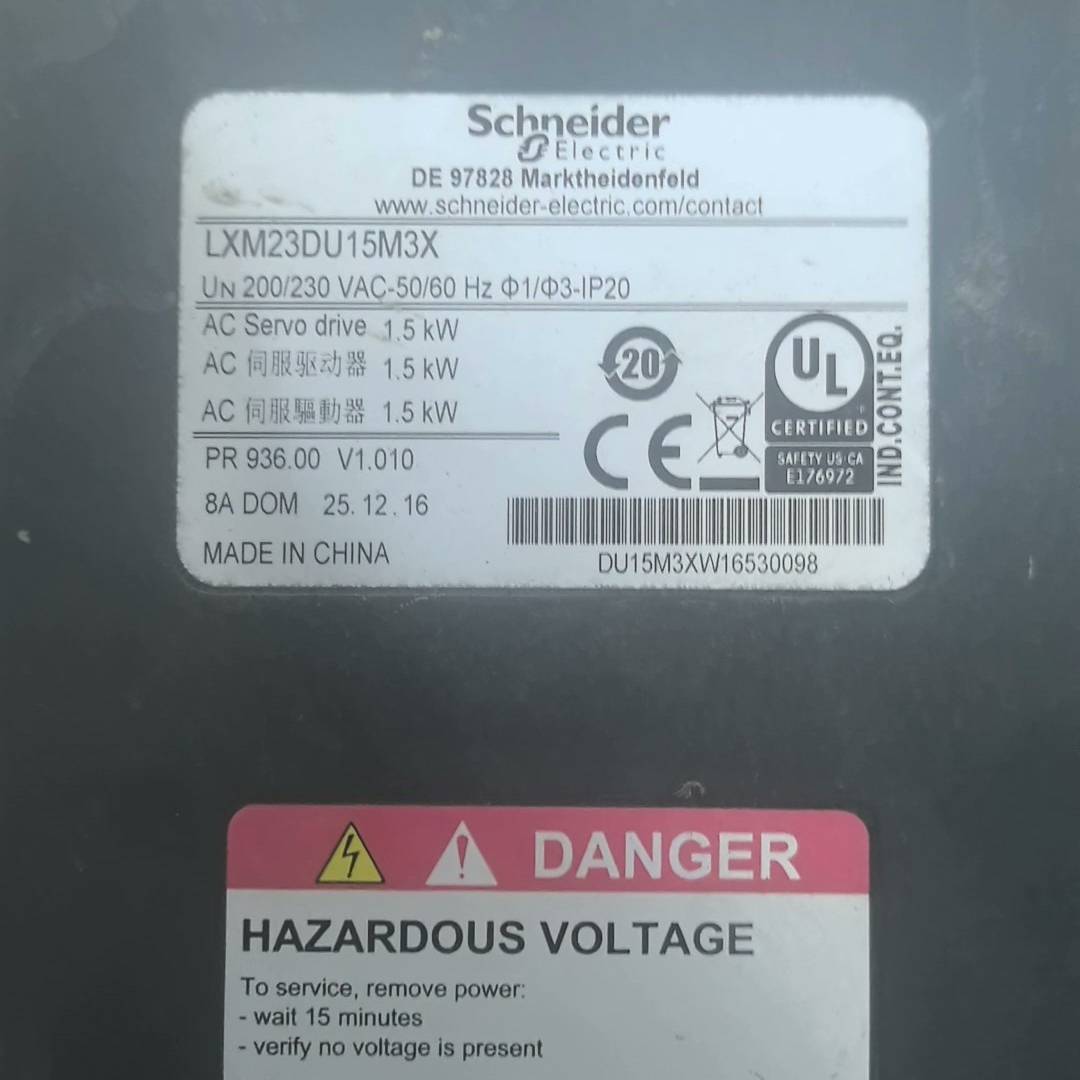 Schneider
Electric
DE 97828 Marktheidenfeld
www.schneider-electric.com/contact
LXM23DU15M3X
UN 200/230 VAC-50/60 Hz Φ1/Φ3-IP20
AC Servo drive 1.5 kW
AC 伺服驱动器 1.5 kW
AC 伺服驅動器 1.5 kW
PR 936.00 V1.010
8A DOM 25.12.16
MADE IN CHINA
20
CE
UL
CERTIFIED
SAFETY US CA
E176972
IND.CONT.EQ.
DU15M3XW16530098
DANGER
HAZARDOUS VOLTAGE
To service, remove power:
- wait 15 minutes
- verify no voltage is present